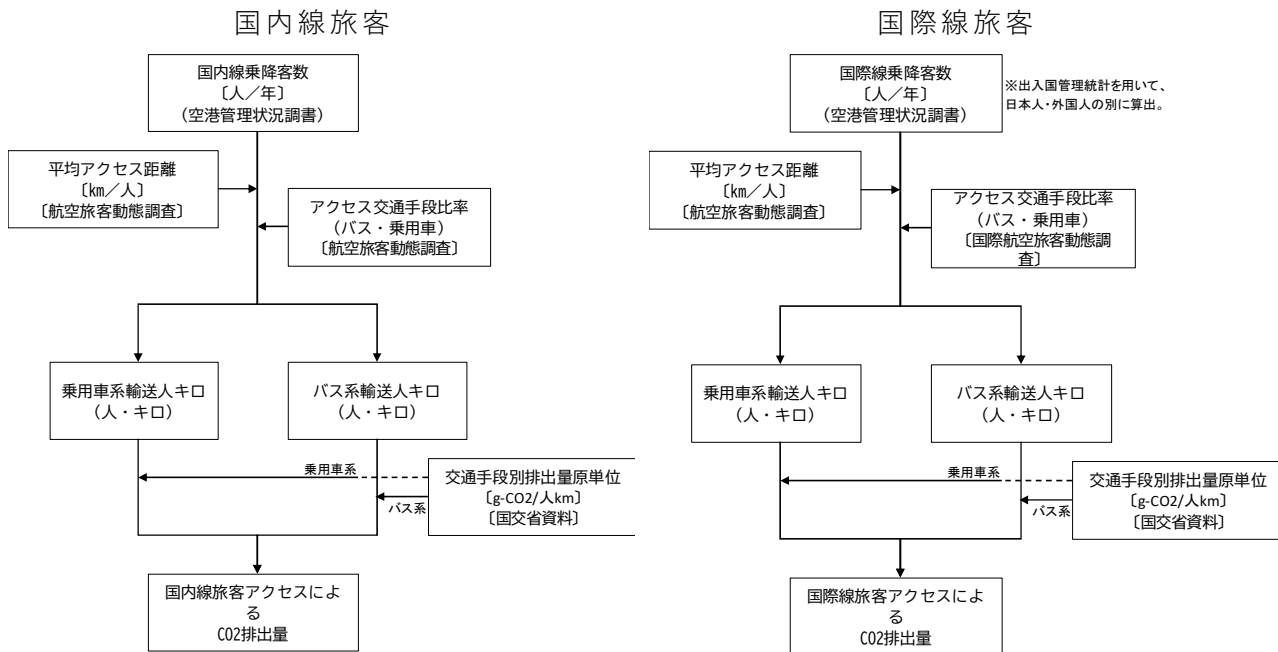 国内線旅客
国内線乗降客数
〔人／年〕
（空港管理状況調書）
平均アクセス距離
〔km／人〕
〔航空旅客動態調査〕
アクセス交通手段比率
（バス・乗用車）
〔航空旅客動態調査〕
乗用車系輸送人キロ
（人・キロ）
バス系輸送人キロ
（人・キロ）
乗用車系
バス系
交通手段別排出量原単位
〔g-CO2/人km〕
〔国交省資料〕
国内線旅客アクセスによ
る
CO2排出量
国際線旅客
国際線乗降客数
〔人／年〕
（空港管理状況調書）
※出入国管理統計を用いて、
日本人・外国人の別に算出。
平均アクセス距離
〔km／人〕
〔航空旅客動態調査〕
アクセス交通手段比率
（バス・乗用車）
〔国際航空旅客動態調
査〕
乗用車系輸送人キロ
（人・キロ）
バス系輸送人キロ
（人・キロ）
乗用車系
バス系
交通手段別排出量原単位
〔g-CO2/人km〕
〔国交省資料〕
国際線旅客アクセスによ
る
CO2排出量